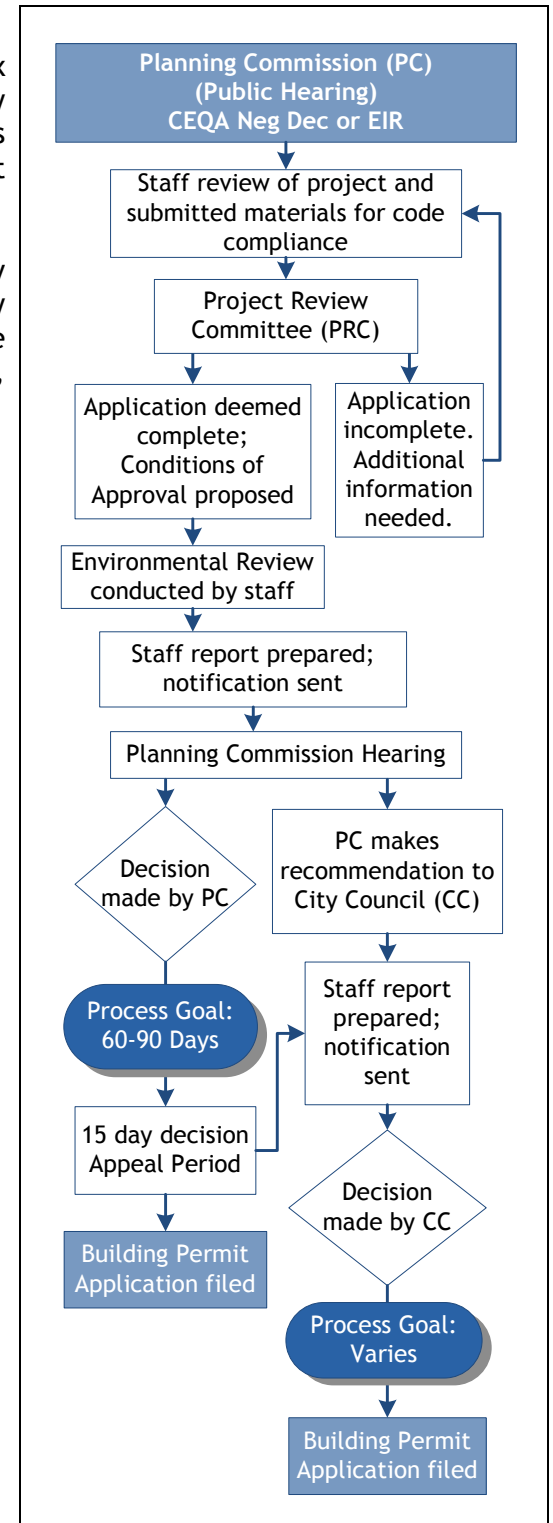 Planning Commission (PC)
(Public Hearing)
CEQA Neg Dec or EIR
Staff review of project and
submitted materials for code
compliance
Project Review
Committee (PRC)
Application deemed
complete;
Conditions of
Approval proposed
Application
incomplete.
Additional
information
needed.
Environmental Review
conducted by staff
Staff report prepared;
notification sent
Planning Commission Hearing
Decision
made by PC
PC makes
recommendation to
City Council (CC)
Process Goal:
60-90 Days
Staff report
prepared;
notification
sent
15 day decision
Appeal Period
Decision
made by CC
Building Permit
Application filed
Process Goal:
Varies
Building Permit
Application filed